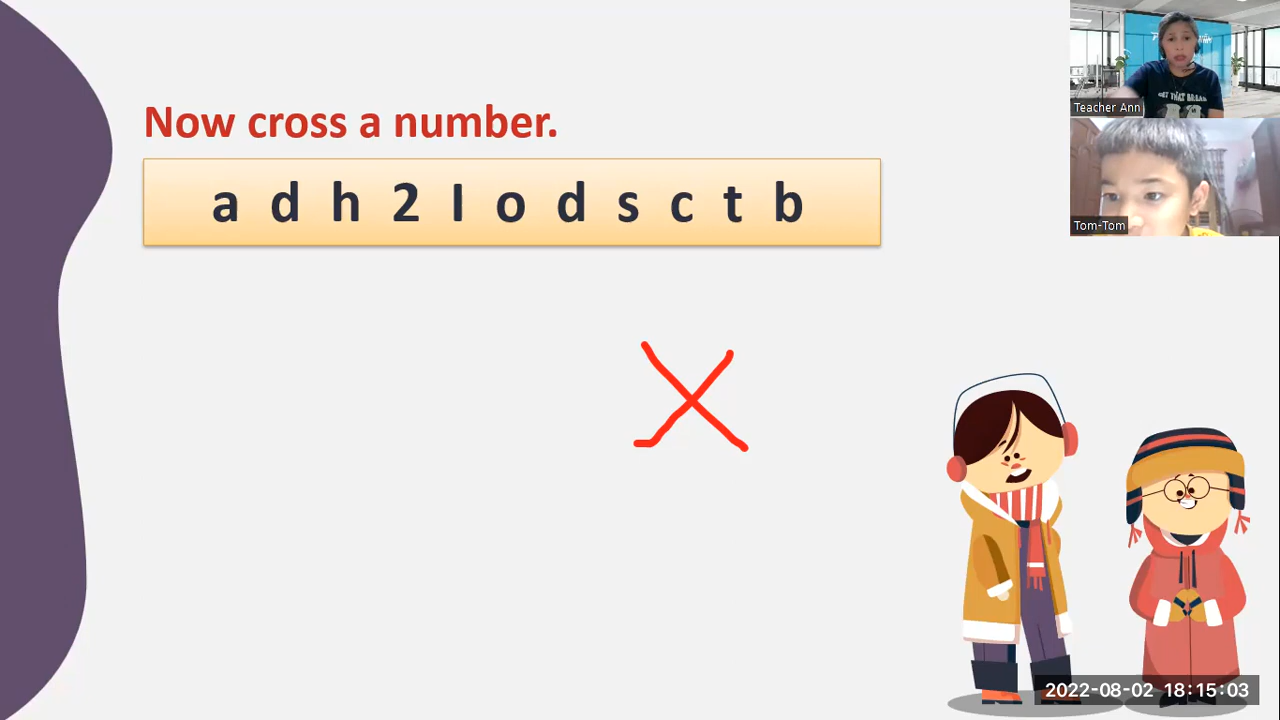 Now cross a number.
a d h 2 I o d s c t b
Teacher Ann
Tom-Tom
2022-08-02 18:15:03